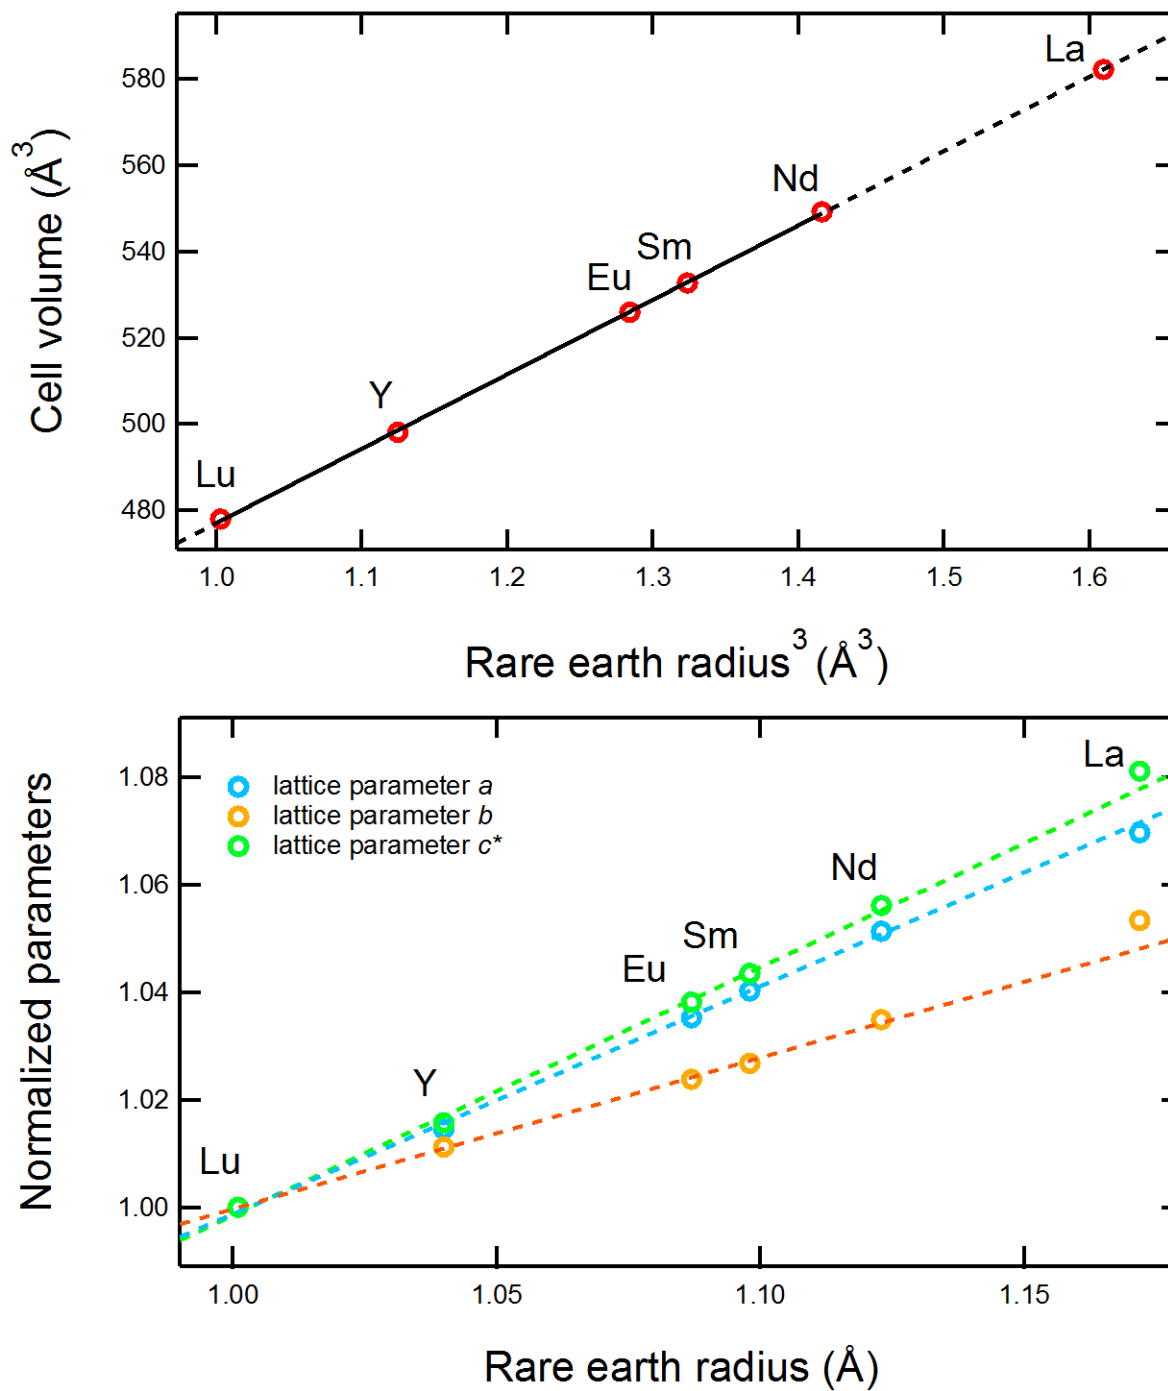 Cell volume (Å³)
580
560
540
520
500
480
La
Nd
Sm
Eu
Y
Lu
1.0 1.1 1.2 1.3 1.4 1.5 1.6
Rare earth radius³ (Å³)
Normalized parameters
1.08
1.06
1.04
1.02
1.00
lattice parameter a
lattice parameter b
lattice parameter c*
La
Nd
Sm
Eu
Y
Lu
1.00 1.05 1.10 1.15
Rare earth radius (Å)